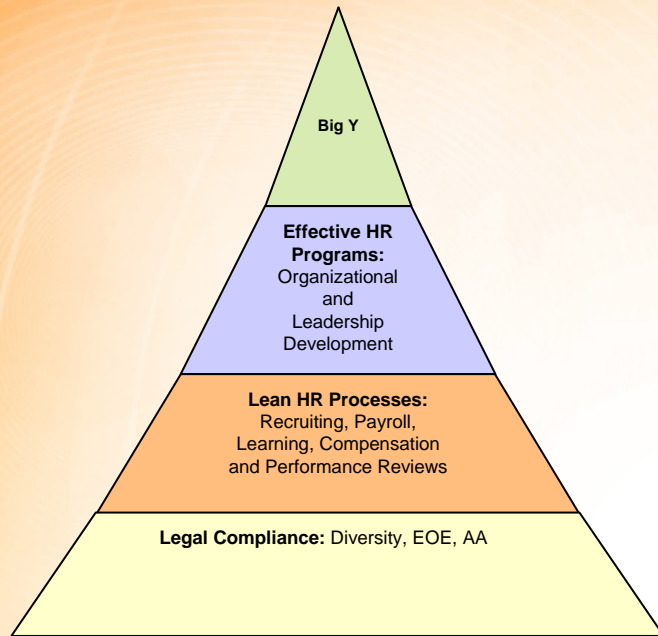 Big Y
Effective HR
Programs:
Organizational
and
Leadership
Development
Lean HR Processes:
Recruiting, Payroll,
Learning, Compensation
and Performance Reviews
Legal Compliance: Diversity, EOE, AA